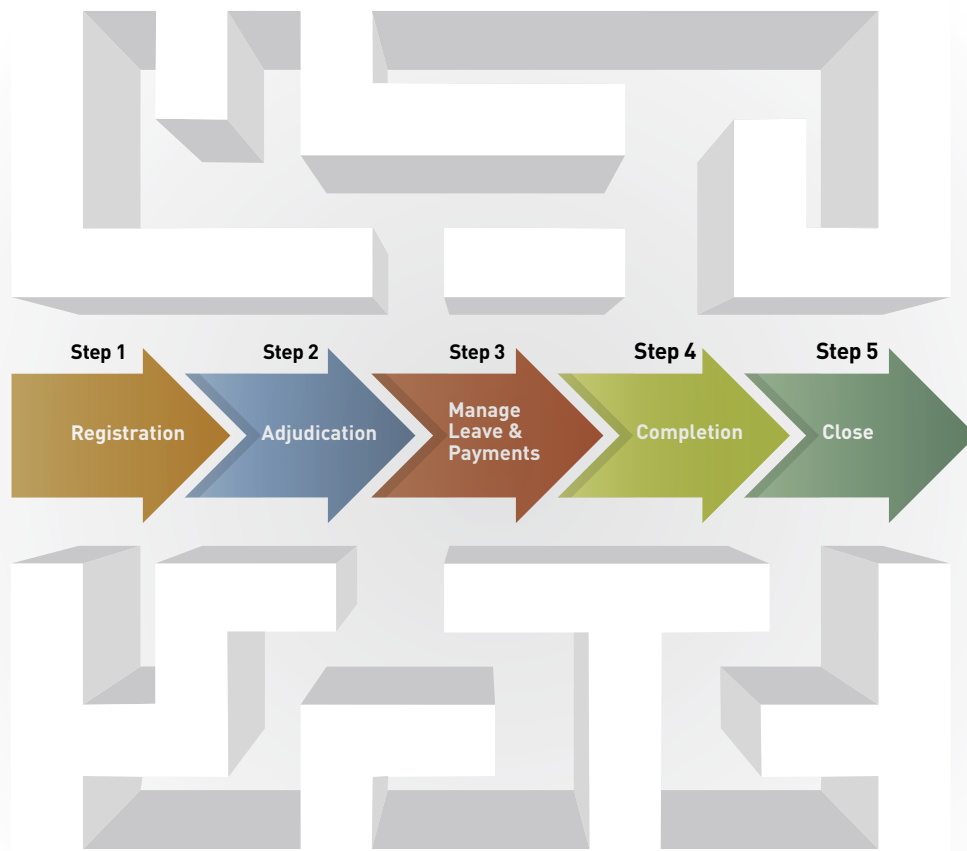 Step 1
Step 2
Step 3
Step 4
Step 5
Registration
Adjudication
Manage
Leave &
Payments
Completion
Close